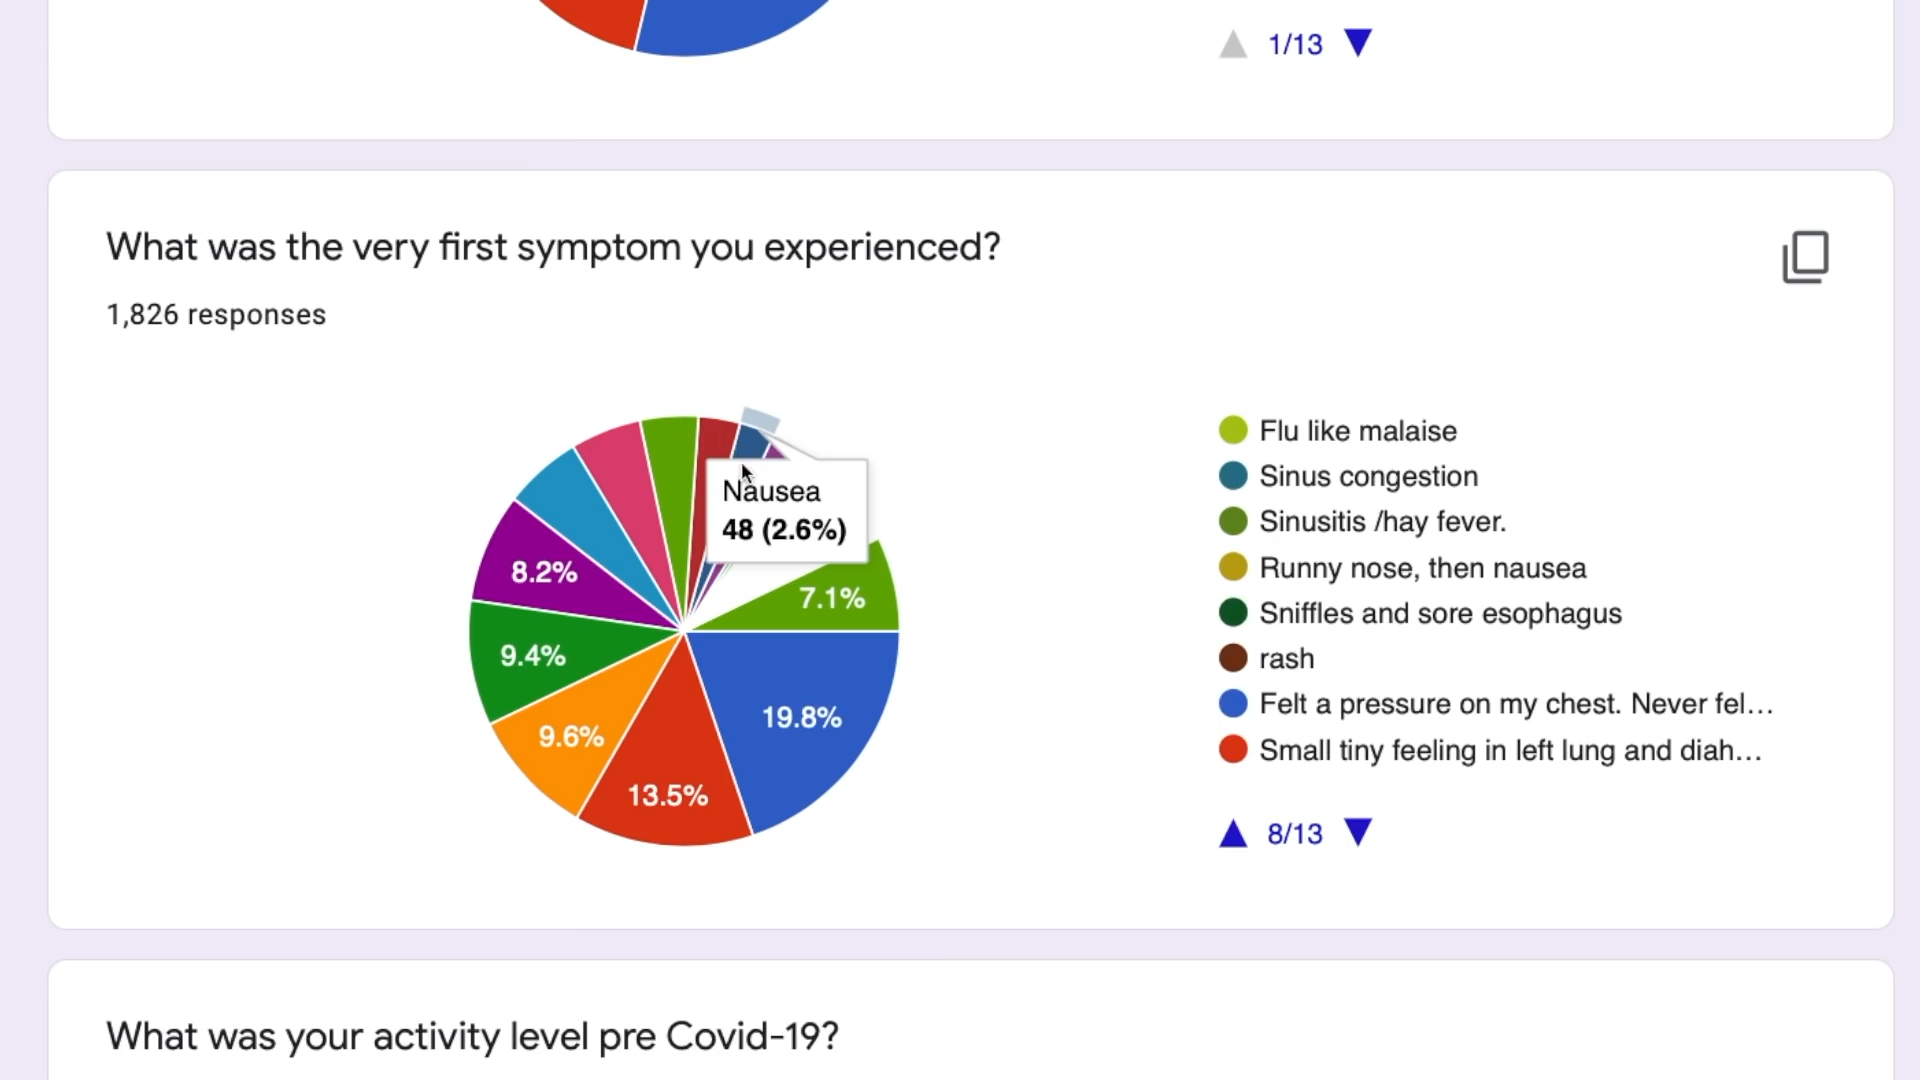 1/13
What was the very first symptom you experienced?
1,826 responses
Nausea
48 (2.6%)
7.1%
8.2%
9.4%
9.6%
13.5%
19.8%
Flu like malaise
Sinus congestion
Sinusitis /hay fever.
Runny nose, then nausea
Sniffles and sore esophagus
rash
Felt a pressure on my chest. Never fel...
Small tiny feeling in left lung and diah...
8/13
What was your activity level pre Covid-19?